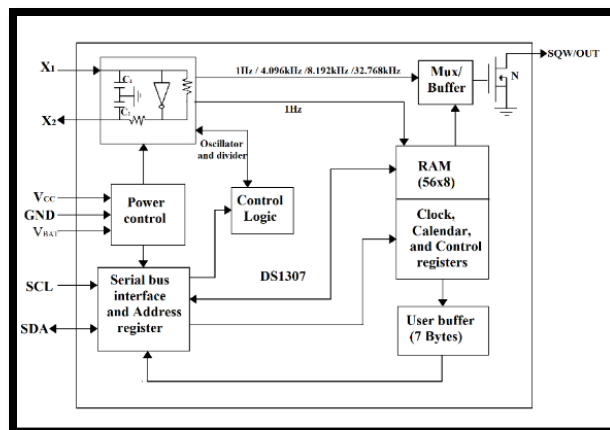 SQW/OUT
X1
1Hz / 4.096kHz /8.192kHz /32.768kHz
Mux/
Buffer
N
C1
C2
X2
1Hz
Oscillator
and divider
RAM
(56x8)
VCC
GND
VBAT
Power
control
Control
Logic
Clock,
Calendar,
and Control
registers
SCL
SDA
Serial bus
interface
and Address
register
DS1307
User buffer
(7 Bytes)